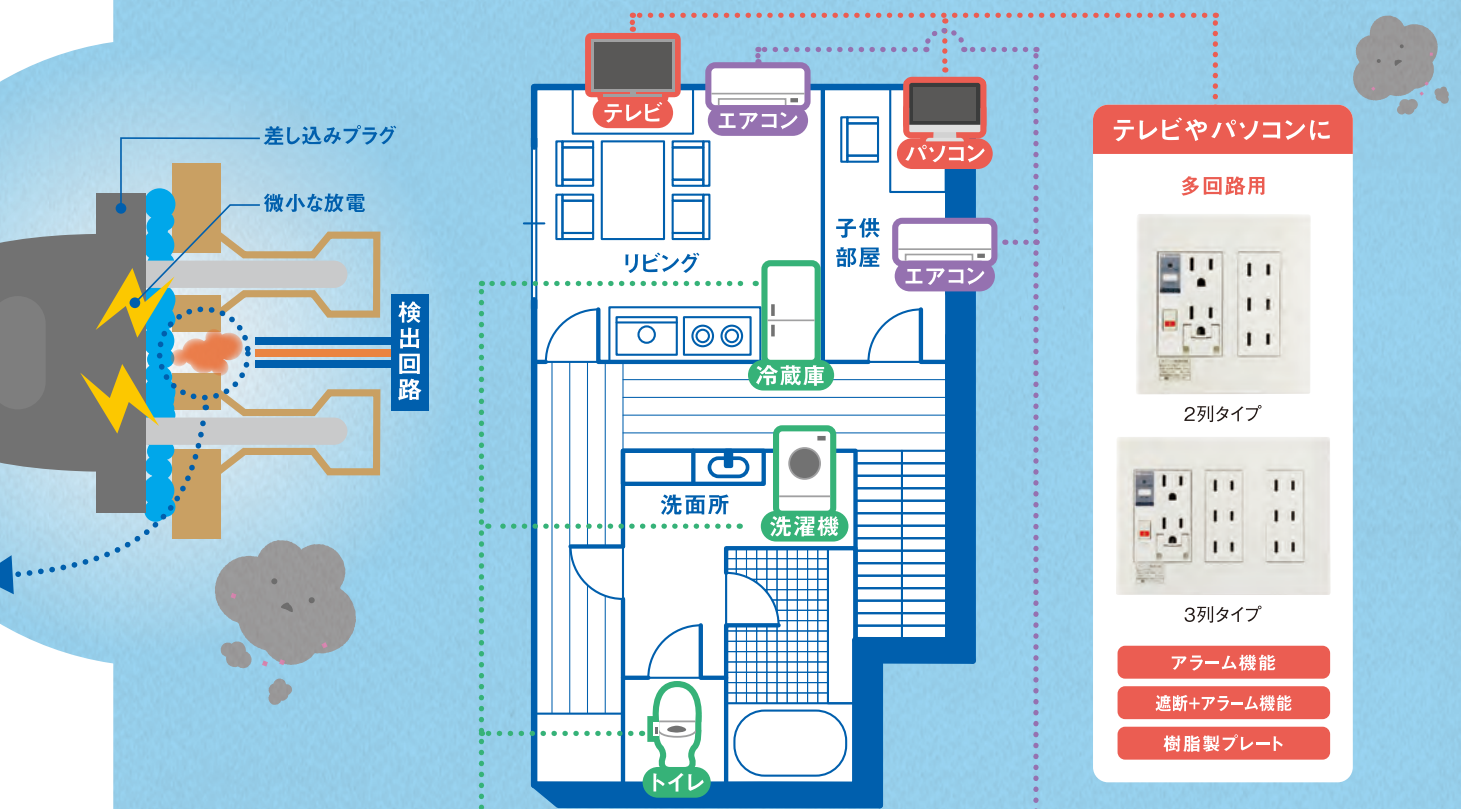 差し込みプラグ
微小な放電
検出回路
テレビ
エアコン
パソコン
リビング
子供
部屋
エアコン
冷蔵庫
洗面所
洗濯機
トイレ
テレビやパソコンに
多回路用
2列タイプ
3列タイプ
アラーム機能
遮断+アラーム機能
樹脂製プレート